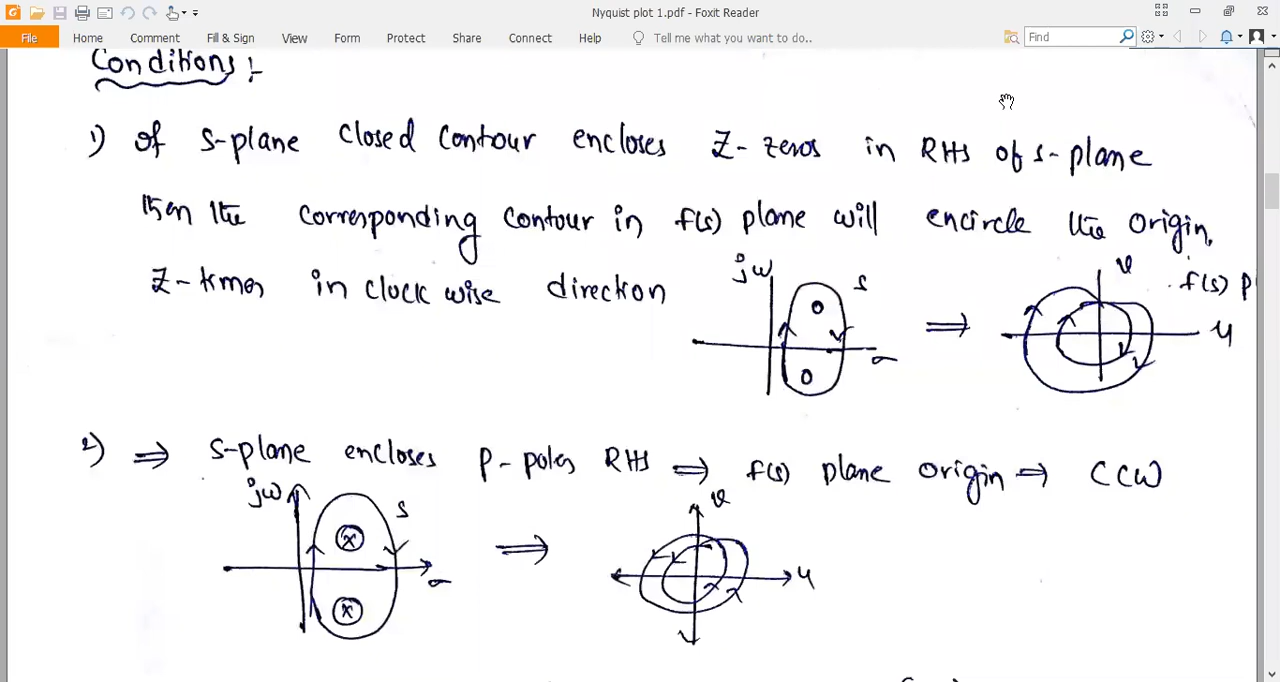 Nyquist plot 1.pdf - Foxit Reader
File Home Comment Fill & Sign View Form Protect Share Connect Help Tell me what you want to do.. Find
Conditions :-
1) of S-plane closed contour encloses Z- zeros in RHS of s-plane
then the corresponding contour in f(s) plane will encircle the origin,
Z-times in clock wise direction
jω s v f(s) p
σ u
2) ⇒ S-plane encloses P-poles RHS ⇒ f(s) plane origin ⇒ CCW
jω s v
σ u